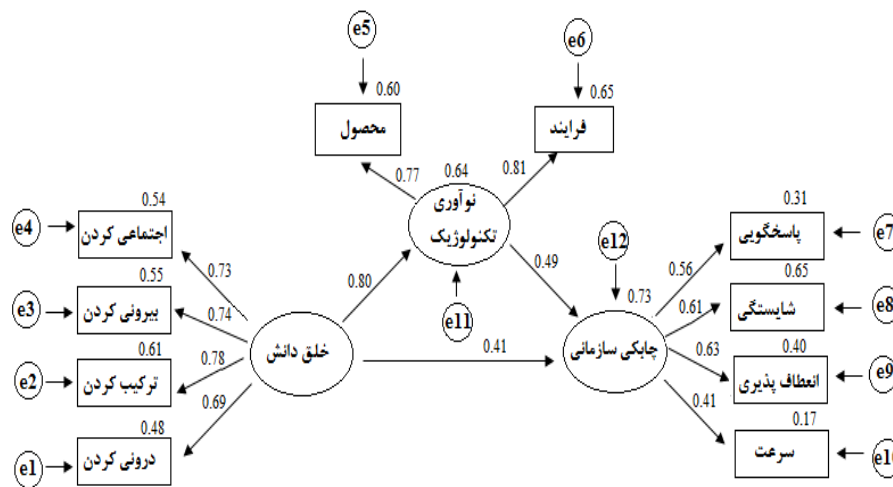 e5
e6
0.60
0.65
محصول
فرایند
0.77
0.64
0.81
نوآوری
تکنولوژیک
0.54
e4
اجتماعی کردن
0.73
0.31
پاسخگویی
e7
e12
0.49
0.56
0.55
e3
بیرونی کردن
0.74
0.80
e11
0.73
0.65
0.61
شایستگی
e8
0.61
e2
ترکیب کردن
0.78
خلق دانش
0.41
چابکی سازمانی
0.63
0.40
انعطاف پذیری
e9
0.69
0.41
0.48
e1
درونی کردن
0.17
سرعت